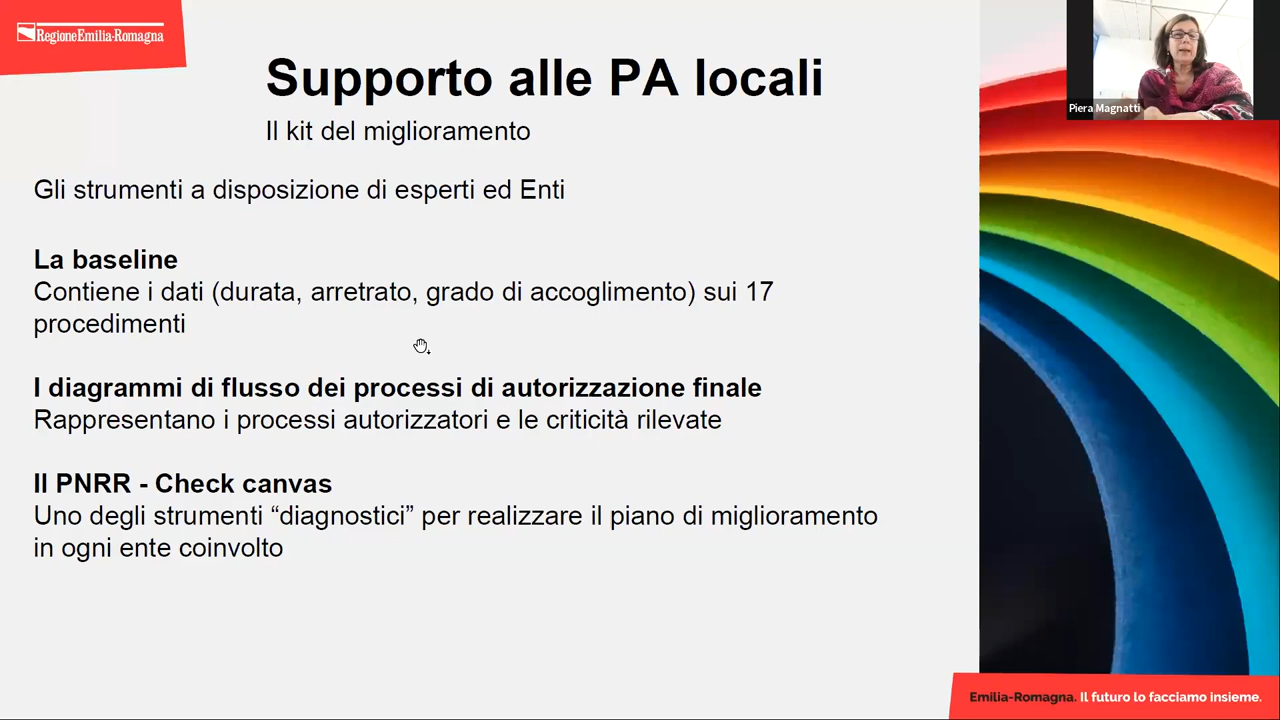 RegioneEmilia-Romagna
Supporto alle PA locali
Il kit del miglioramento
Piera Magnatti
Gli strumenti a disposizione di esperti ed Enti
La baseline
Contiene i dati (durata, arretrato, grado di accoglimento) sui 17
procedimenti
I diagrammi di flusso dei processi di autorizzazione finale
Rappresentano i processi autorizzatori e le criticità rilevate
Il PNRR - Check canvas
Uno degli strumenti “diagnostici” per realizzare il piano di miglioramento
in ogni ente coinvolto
Emilia-Romagna. Il futuro lo facciamo insieme.